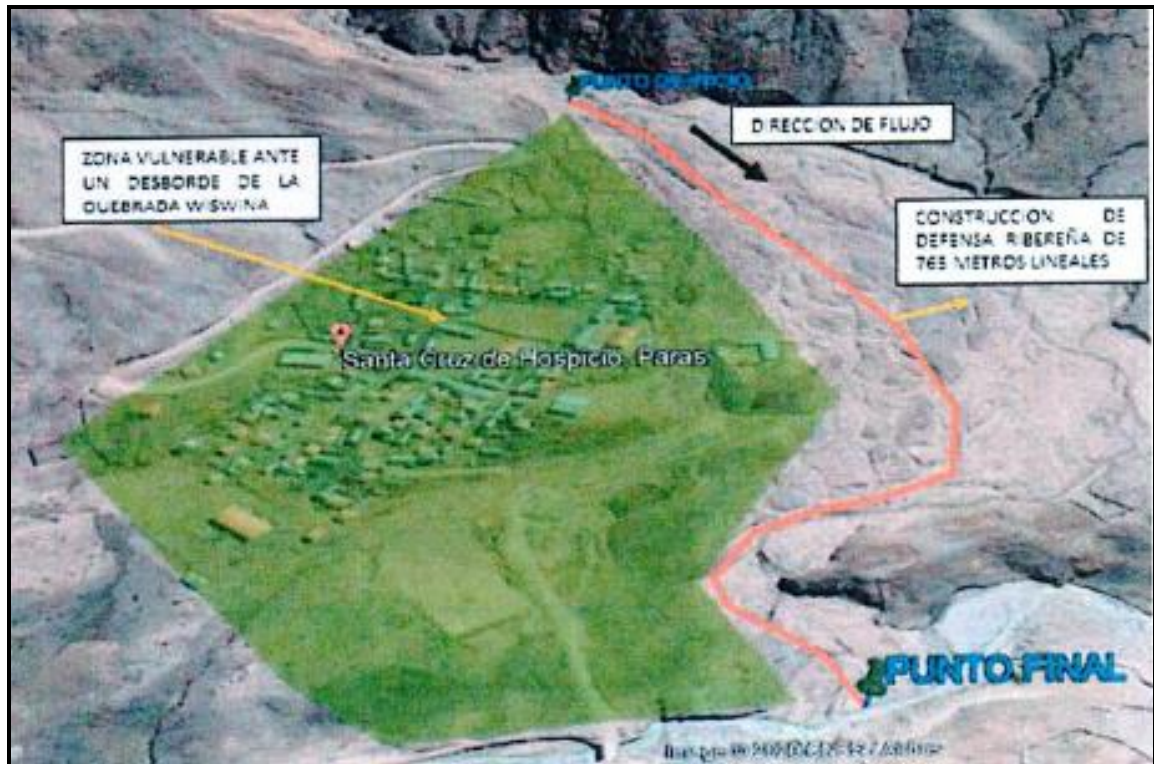 PUNTO DE INICIO
DIRECCION DE FLUJO
ZONA VULNERABLE ANTE
UN DESBORDE DE LA
QUEBRADA WISWINA
CONSTRUCCION DE
DEFENSA RIBEREÑA DE
765 METROS LINEALES
Santa Cruz de Hospicio, Paras
PUNTO FINAL